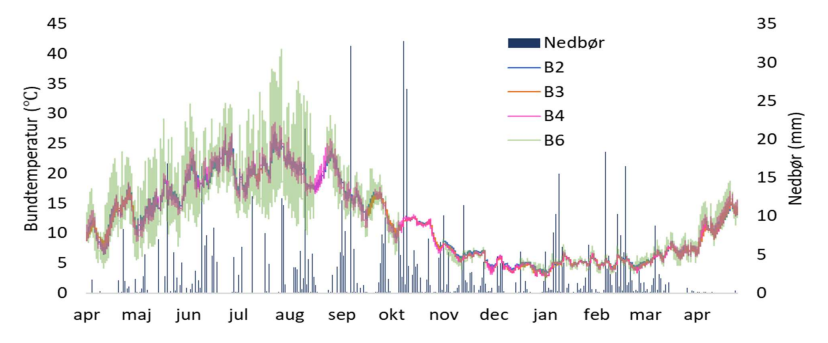 45
40
35
30
25
20
15
10
5
0
Bundtemperatur (°C)
35
30
25
20
15
10
5
0
Nedbør (mm)
Nedbør
B2
B3
B4
B6
apr maj jun jul aug sep okt nov dec jan feb mar apr